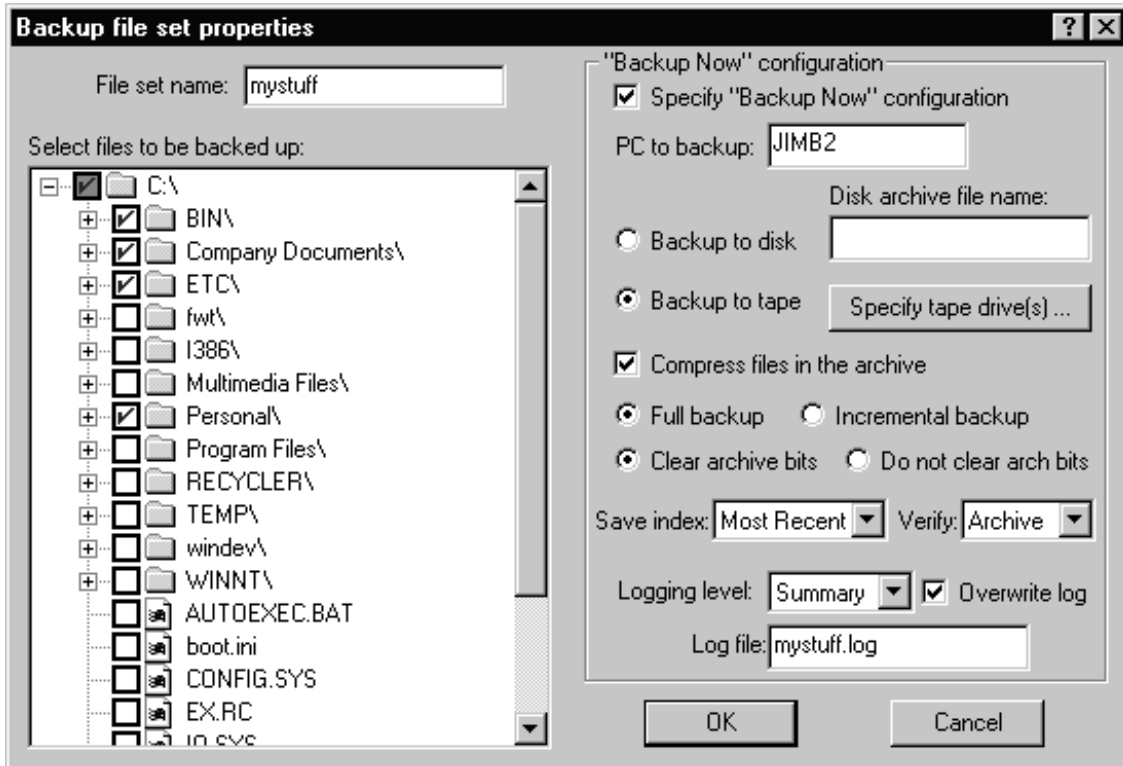 Backup file set properties
File set name: mystuff
Select files to be backed up:
C:\
BIN\
Company Documents\
ETC\
fwt\
I386\
Multimedia Files\
Personal\
Program Files\
RECYCLER\
TEMP\
windev\
WINNT\
AUTOEXEC.BAT
boot.ini
CONFIG.SYS
EX.RC
IO.SYS
"Backup Now" configuration
Specify "Backup Now" configuration
PC to backup: JIMB2
Disk archive file name:
Backup to disk
Backup to tape Specify tape drive(s) ...
Compress files in the archive
Full backup Incremental backup
Clear archive bits Do not clear arch bits
Save index: Most Recent Verify: Archive
Logging level: Summary Overwrite log
Log file: mystuff.log
OK Cancel